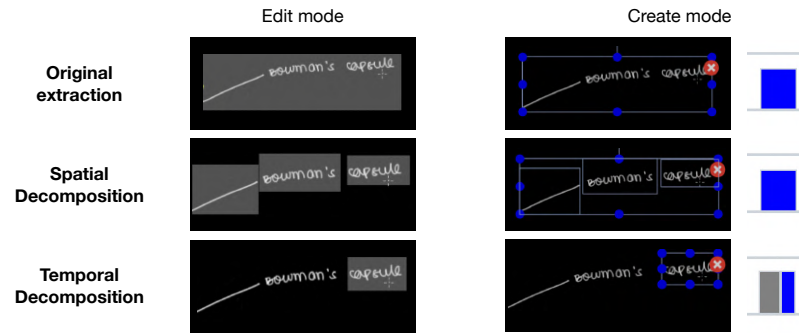 Edit mode Create mode
Original
extraction
BOWMAN'S CAPSULE
BOWMAN'S CAPSULE
Spatial
Decomposition
BOWMAN'S CAPSULE
BOWMAN'S CAPSULE
Temporal
Decomposition
BOWMAN'S CAPSULE
BOWMAN'S CAPSULE